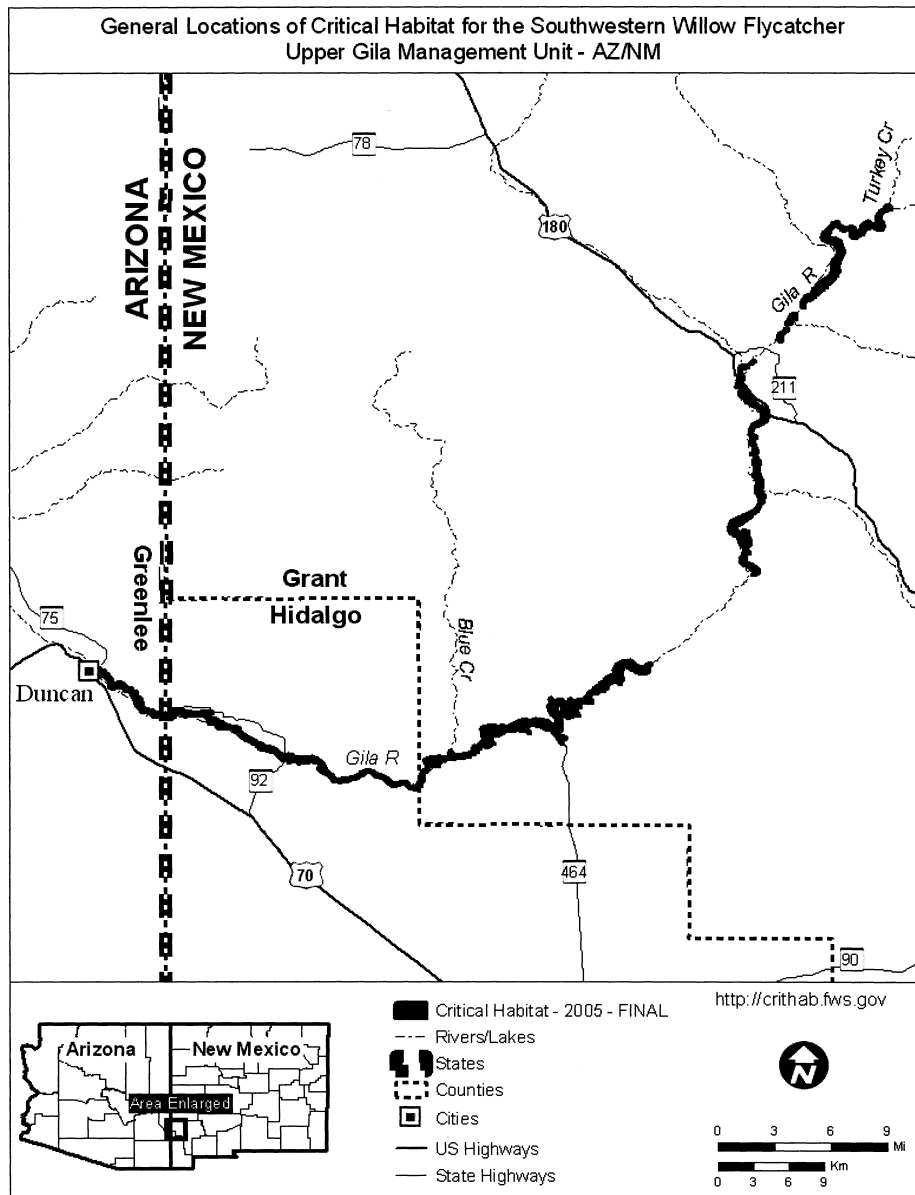 General Locations of Critical Habitat for the Southwestern Willow Flycatcher
Upper Gila Management Unit - AZ/NM
78
ARIZONA
NEW MEXICO
180
Turkey Cr
Gila R
211
Greenlee
Grant
Hidalgo
75
Blue Cr
Duncan
Gila R
92
70
464
90
http://crithab.fws.gov
Critical Habitat - 2005 - FINAL
Rivers/Lakes
States
Counties
Cities
US Highways
State Highways
Arizona
New Mexico
Area Enlarged
N
0 3 6 9
Mi
Km
0 3 6 9